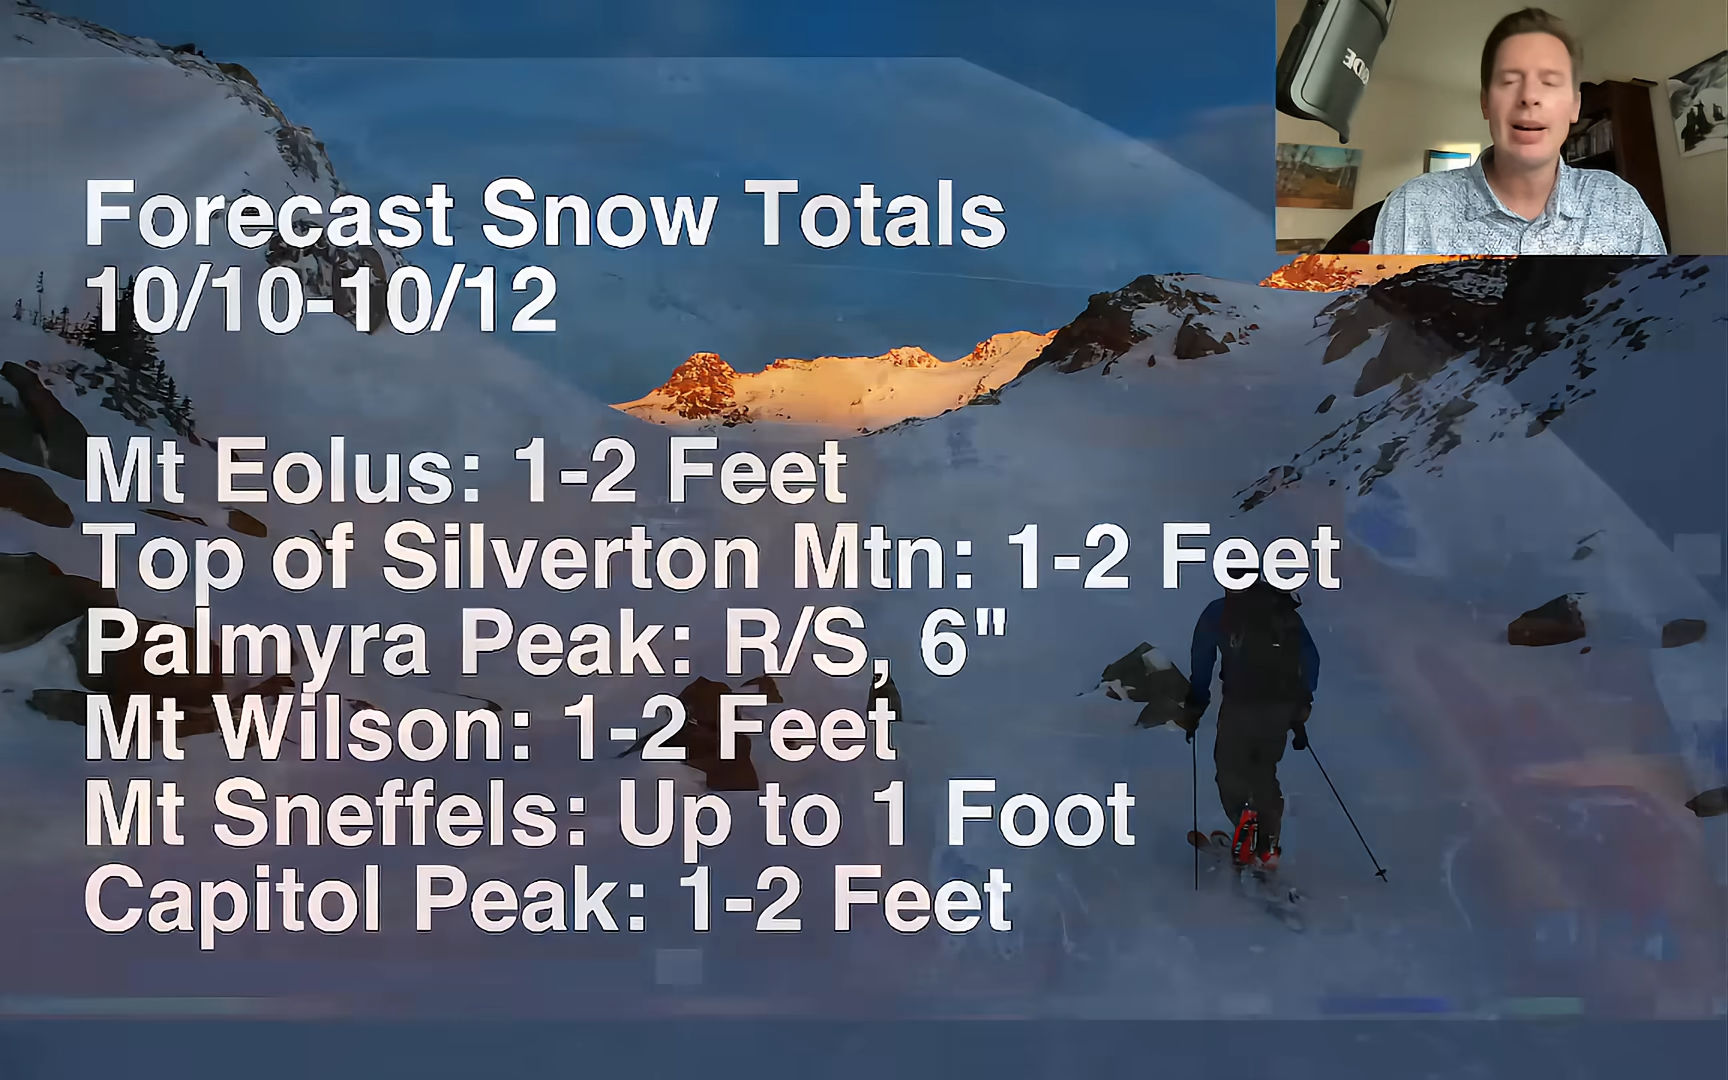 Forecast Snow Totals
10/10-10/12
Mt Eolus: 1-2 Feet
Top of Silverton Mtn: 1-2 Feet
Palmyra Peak: R/S, 6"
Mt Wilson: 1-2 Feet
Mt Sneffels: Up to 1 Foot
Capitol Peak: 1-2 Feet